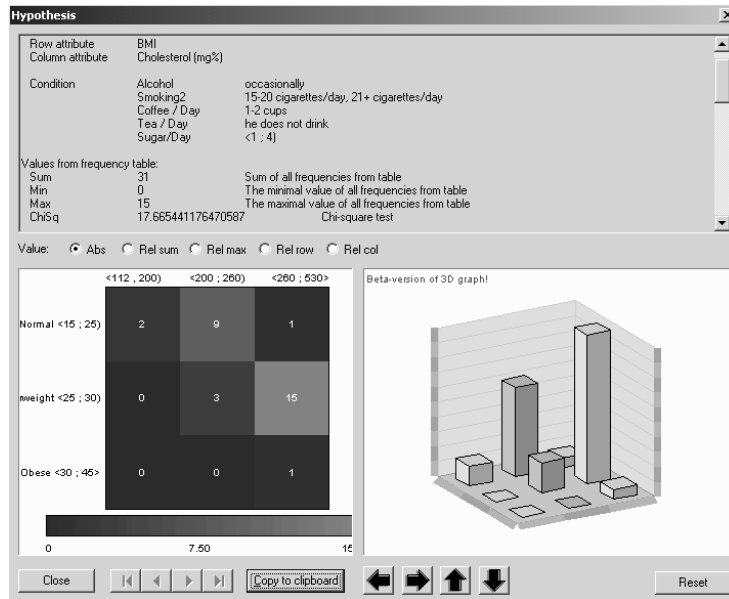 Hypothesis
Row attribute BMI
Column attribute Cholesterol (mg%)
Condition Alcohol occasionally
Smoking2 15-20 cigarettes/day, 21+ cigarettes/day
Coffee / Day 1-2 cups
Tea / Day he does not drink
Sugar/Day <1 ; 4)
Values from frequency table:
Sum 31 Sum of all frequencies from table
Min 0 The minimal value of all frequencies from table
Max 15 The maximal value of all frequencies from table
ChiSq 17.665441176470587 Chi-square test
Value: Abs Rel sum Rel max Rel row Rel col
<112 , 200) <200 ; 260) <260 ; 530>
Normal <15 ; 25) 2 9 1
rweight <25 ; 30) 0 3 15
Obese <30 ; 45> 0 0 1
0 7.50 15
Beta-version of 3D graph!
Close Copy to clipboard Reset